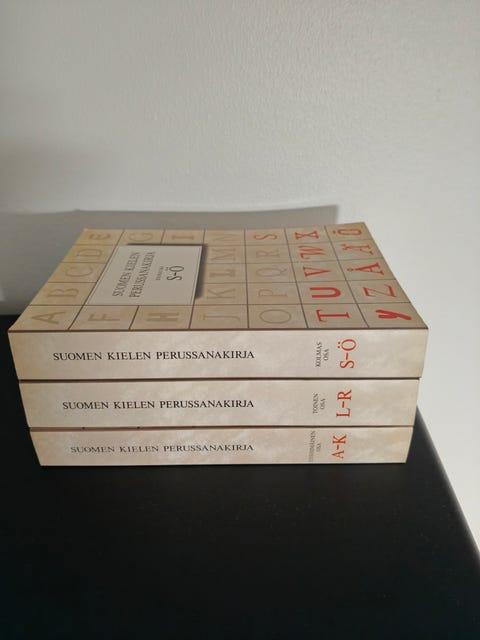 A B C D E F G H I J K L M N O P Q R S T U V W X Y Z Å Ä Ö
SUOMEN KIELEN
PERUSSANAKIRJA
S–Ö
SUOMEN KIELEN PERUSSANAKIRJA
KOLMAS
OSA
S–Ö
SUOMEN KIELEN PERUSSANAKIRJA
TOINEN
OSA
L–R
SUOMEN KIELEN PERUSSANAKIRJA
ENSIMMÄINEN
OSA
A–K